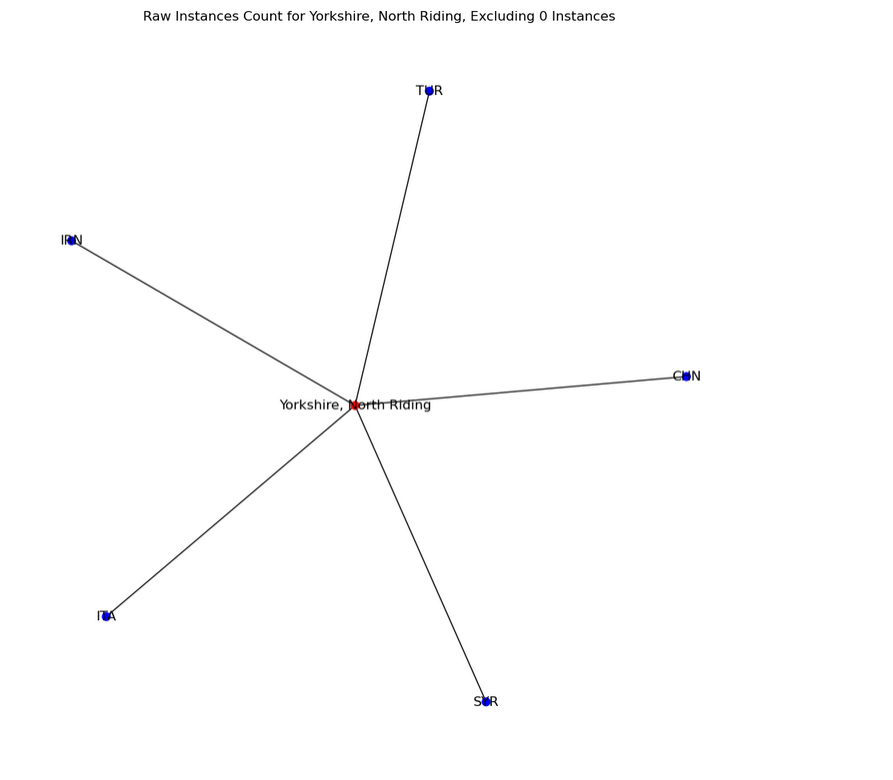 Raw Instances Count for Yorkshire, North Riding, Excluding 0 Instances
TUR
IRN
CHN
Yorkshire, North Riding
ITA
SYR